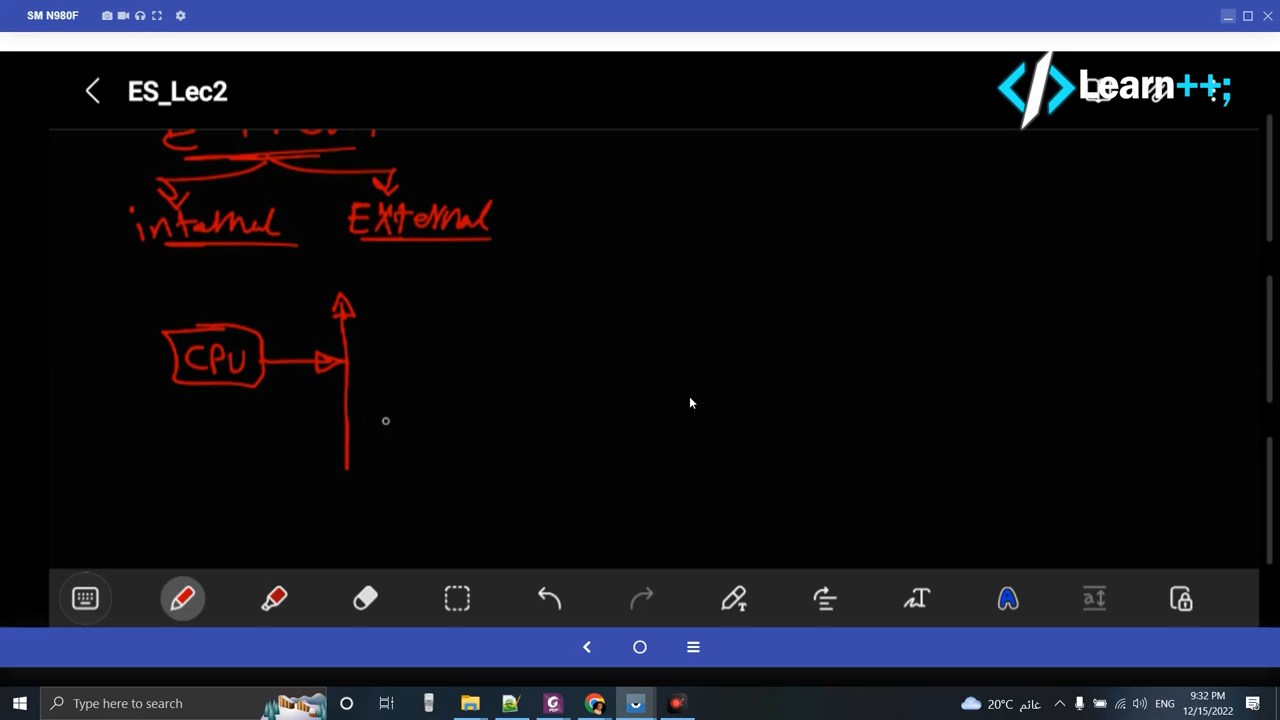 SM N980F
ES_Lec2
Learn++;
internal External
CPU
Type here to search
20°C غائم
ENG
9:32 PM
12/15/2022